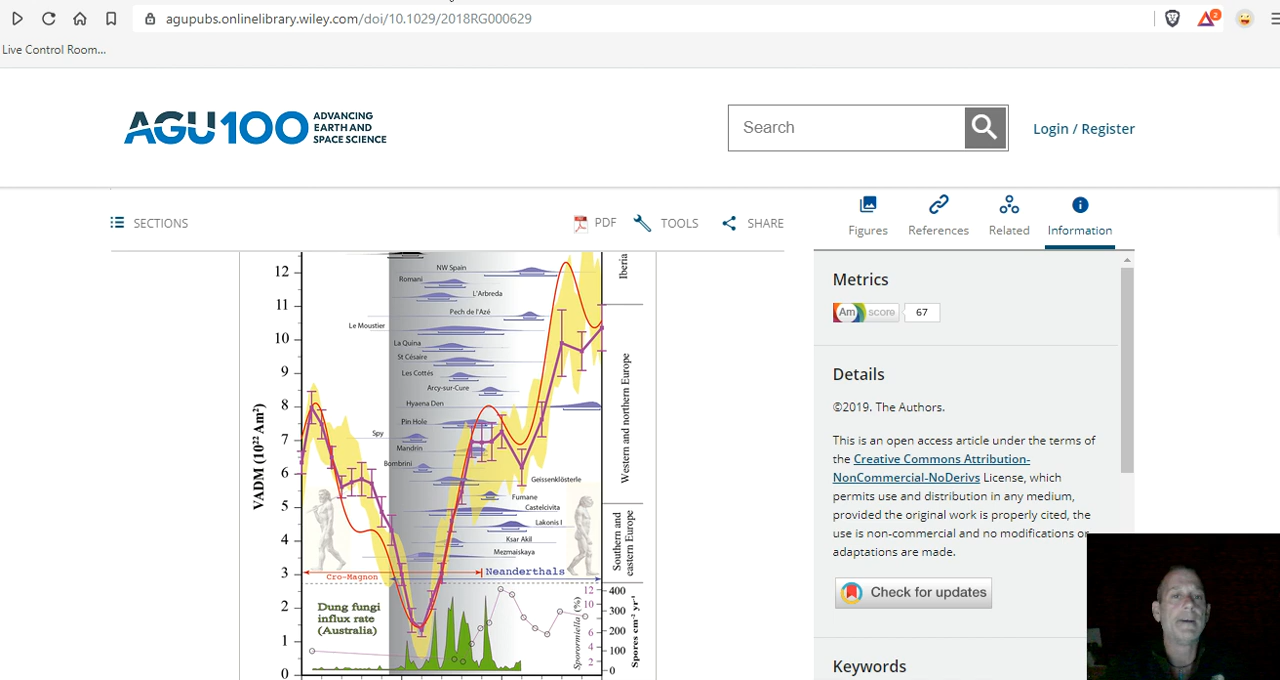 agupubs.onlinelibrary.wiley.com/doi/10.1029/2018RG000629
2
Live Control Room...
AGU100
ADVANCING
EARTH AND
SPACE SCIENCE
Search
Login / Register
SECTIONS
PDF
TOOLS
SHARE
Figures
References
Related
Information
12
11
10
9
8
7
6
5
4
3
2
1
0
VADM (10²² Am²)
NW Spain
Romani
L'Arbreda
Pech de l'Azé
Le Moustier
La Quina
St Césaire
Les Cottés
Arcy-sur-Cure
Hyaena Den
Pin Hole
Spy
Mandrin
Bombrini
Geissenklösterle
Fumane
Castelcivita
Lakonis I
Ksar Akil
Mezmaiskaya
Cro-Magnon
Neanderthals
Iberia
Western and northern Europe
Southern and
eastern Europe
Dung fungi
influx rate
(Australia)
Sporormiella (%)
12
10
6
4
2
400
300
200
100
0
Spores cm⁻² yr⁻¹
Metrics
Am score 67
Details
©2019. The Authors.
This is an open access article under the terms of
the Creative Commons Attribution-
NonCommercial-NoDerivs License, which
permits use and distribution in any medium,
provided the original work is properly cited, the
use is non-commercial and no modifications or
adaptations are made.
Check for updates
Keywords